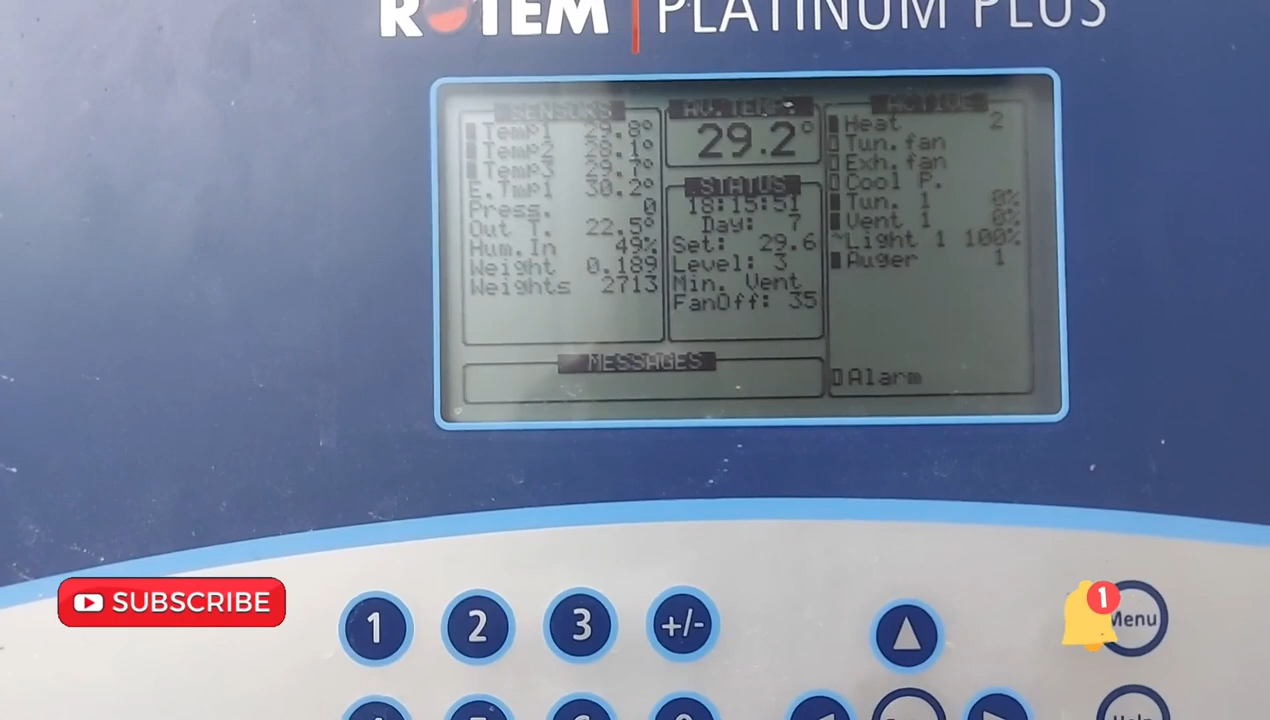 ROTEM | PLATINUM PLUS
SENSORS
Temp1 29.8°
Temp2 28.1°
Temp3 29.7°
E.Tmp1 30.2°
Press. 0
Out T. 22.5°
Hum.In 49%
Weight 0.189
Weights 2713
AV.TEMP.
29.2°
STATUS
18:15:51
Day: 7
Set: 29.6
Level: 3
Min. Vent
FanOff: 35
ACTIVE
Heat 2
Tun.fan
Exh.fan
Cool P.
Tun. 1 0%
Vent 1 0%
~Light 1 100%
Auger 1
Alarm
MESSAGES
SUBSCRIBE
1 2 3 +/-
1
Menu